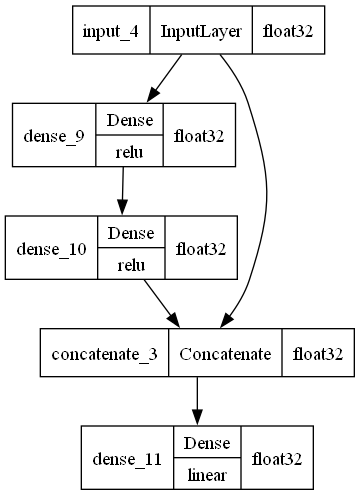 input_4 InputLayer float32
dense_9 Dense relu float32
dense_10 Dense relu float32
concatenate_3 Concatenate float32
dense_11 Dense linear float32